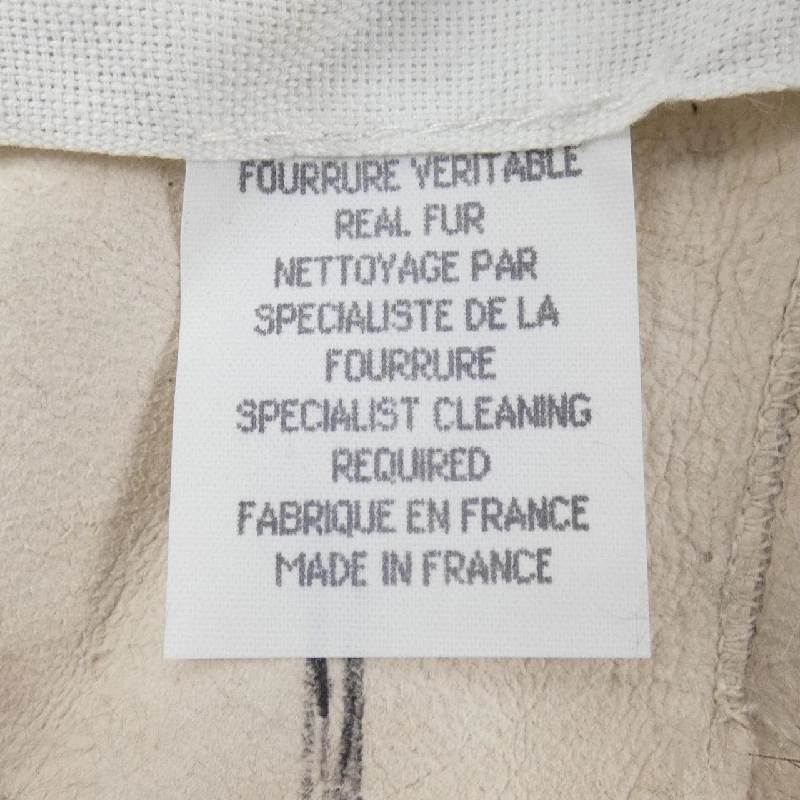 FOURRURE VERITABLE
REAL FUR
NETTOYAGE PAR
SPECIALISTE DE LA
FOURRURE
SPECIALIST CLEANING
REQUIRED
FABRIQUE EN FRANCE
MADE IN FRANCE